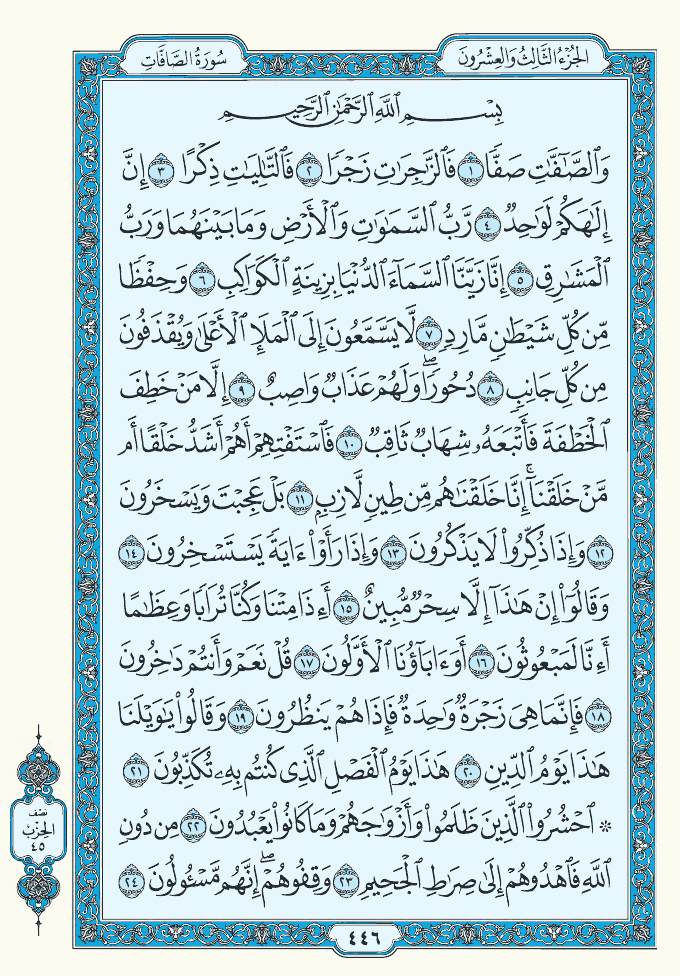 الجزء الثالث والعشرون
سورة الصافات
بِسْمِ ٱللَّهِ ٱلرَّحْمَٰنِ ٱلرَّحِيمِ
وَٱلصَّٰٓفَّٰتِ صَفًّا ١ فَٱلزَّٰجِرَٰتِ زَجْرًا ٢ فَٱلتَّٰلِيَٰتِ ذِكْرًا ٣ إِنَّ
إِلَٰهَكُمْ لَوَٰحِدٌ ٤ رَّبُّ ٱلسَّمَٰوَٰتِ وَٱلْأَرْضِ وَمَا بَيْنَهُمَا وَرَبُّ
ٱلْمَشَٰرِقِ ٥ إِنَّا زَيَّنَّا ٱلسَّمَآءَ ٱلدُّنْيَا بِزِينَةٍ ٱلْكَوَاكِبِ ٦ وَحِفْظًا
مِّن كُلِّ شَيْطَٰنٍ مَّارِدٍ ٧ لَّا يَسَّمَّعُونَ إِلَى ٱلْمَلَإِ ٱلْأَعْلَىٰ وَيُقْذَفُونَ
مِن كُلِّ جَانِبٍ ٨ دُحُورًا ۖ وَلَهُمْ عَذَابٌ وَاصِبٌ ٩ إِلَّا مَنْ خَطِفَ
ٱلْخَطْفَةَ فَأَتْبَعَهُۥ شِهَابٌ ثَاقِبٌ ١٠ فَٱسْتَفْتِهِمْ أَهُمْ أَشَدُّ خَلْقًا أَم
مَّنْ خَلَقْنَآ ۚ إِنَّا خَلَقْنَٰهُم مِّن طِينٍ لَّازِبٍ ١١ بَلْ عَجِبْتَ وَيَسْخَرُونَ
١٢ وَإِذَا ذُكِّرُوا۟ لَا يَذْكُرُونَ ١٣ وَإِذَا رَأَوْا۟ ءَايَةً يَسْتَسْخِرُونَ ١٤
وَقَالُوٓا۟ إِنْ هَٰذَآ إِلَّا سِحْرٌ مُّبِينٌ ١٥ أَءِذَا مِتْنَا وَكُنَّا تُرَابًا وَعِظَٰمًا
أَءِنَّا لَمَبْعُوثُونَ ١٦ أَوَءَابَآؤُنَا ٱلْأَوَّلُونَ ١٧ قُلْ نَعَمْ وَأَنتُمْ دَٰخِرُونَ
١٨ فَإِنَّمَا هِىَ زَجْرَةٌ وَٰحِدَةٌ فَإِذَا هُمْ يَنظُرُونَ ١٩ وَقَالُوا۟ يَٰوَيْلَنَا
هَٰذَا يَوْمُ ٱلدِّينِ ٢٠ هَٰذَا يَوْمُ ٱلْفَصْلِ ٱلَّذِى كُنتُم بِهِۦ تُكَذِّبُونَ ٢١
۞ ٱحْشُرُوا۟ ٱلَّذِينَ ظَلَمُوا۟ وَأَزْوَٰجَهُمْ وَمَا كَانُوا۟ يَعْبُدُونَ ٢٢ مِن دُونِ
ٱللَّهِ فَٱهْدُوهُمْ إِلَىٰ صِرَٰطِ ٱلْجَحِيمِ ٢٣ وَقِفُوهُمْ ۖ إِنَّهُم مَّسْـُٔولُونَ ٢٤
نصف
الحزب
٤٥
٤٤٦